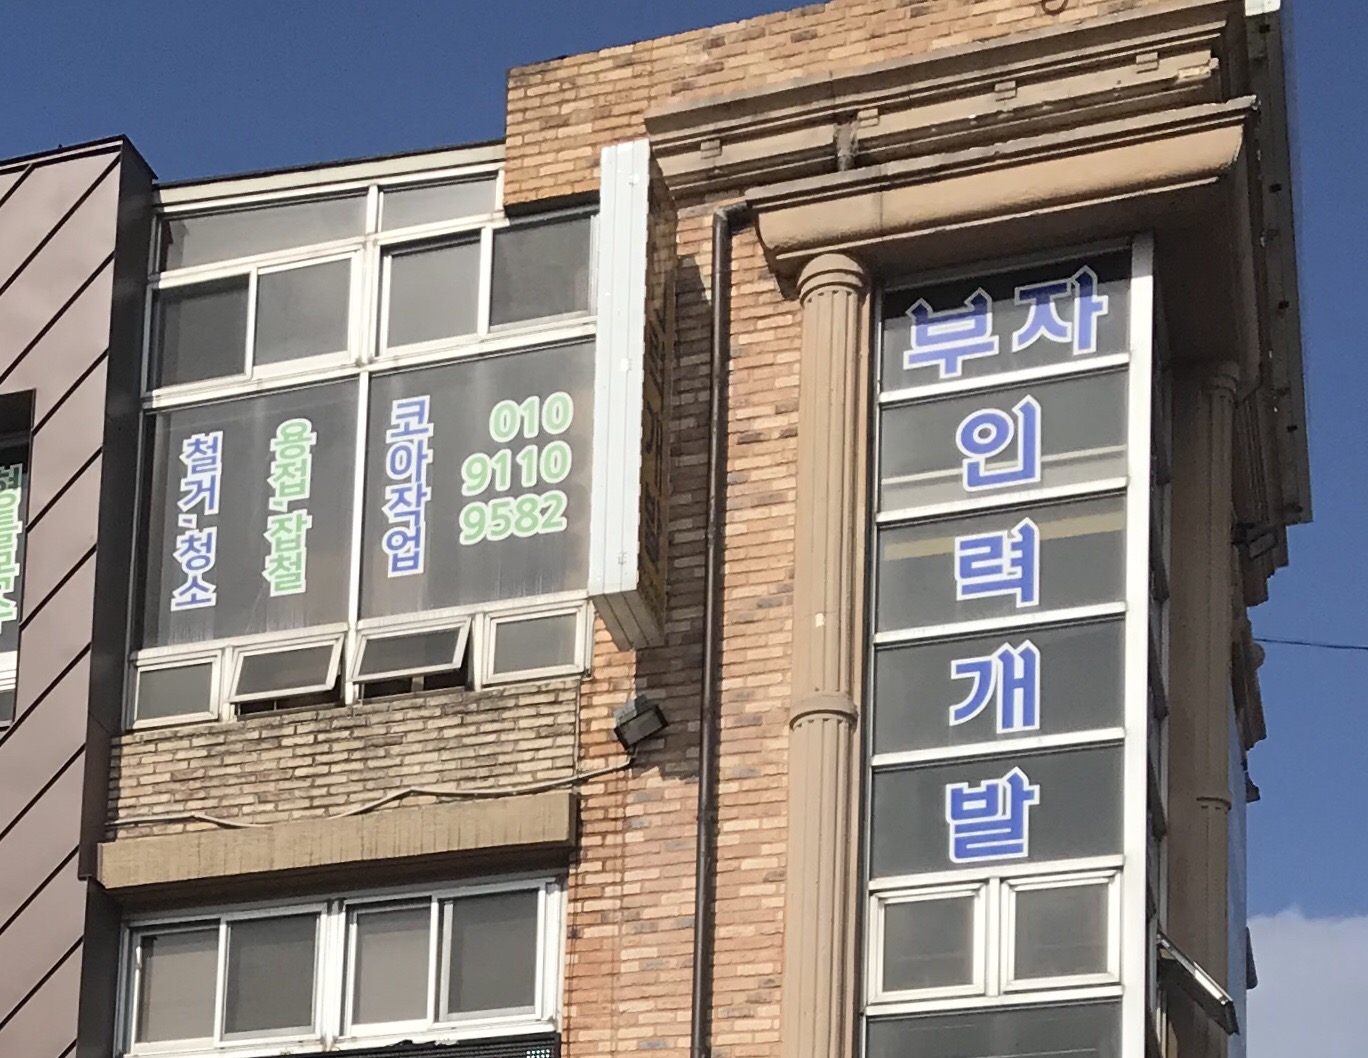 철거·청소
용접·잡철
코아작업
010
9110
9582
부자
인
력
개
발